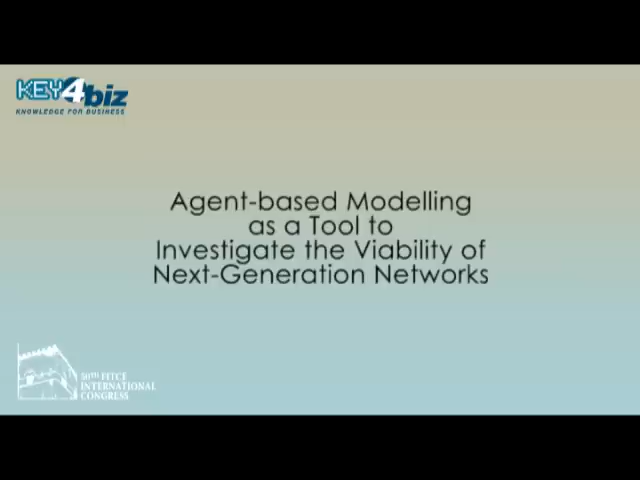 KEY4biz
KNOWLEDGE FOR BUSINESS
Agent-based Modelling
as a Tool to
Investigate the Viability of
Next-Generation Networks
50TH FITCE
INTERNATIONAL
CONGRESS